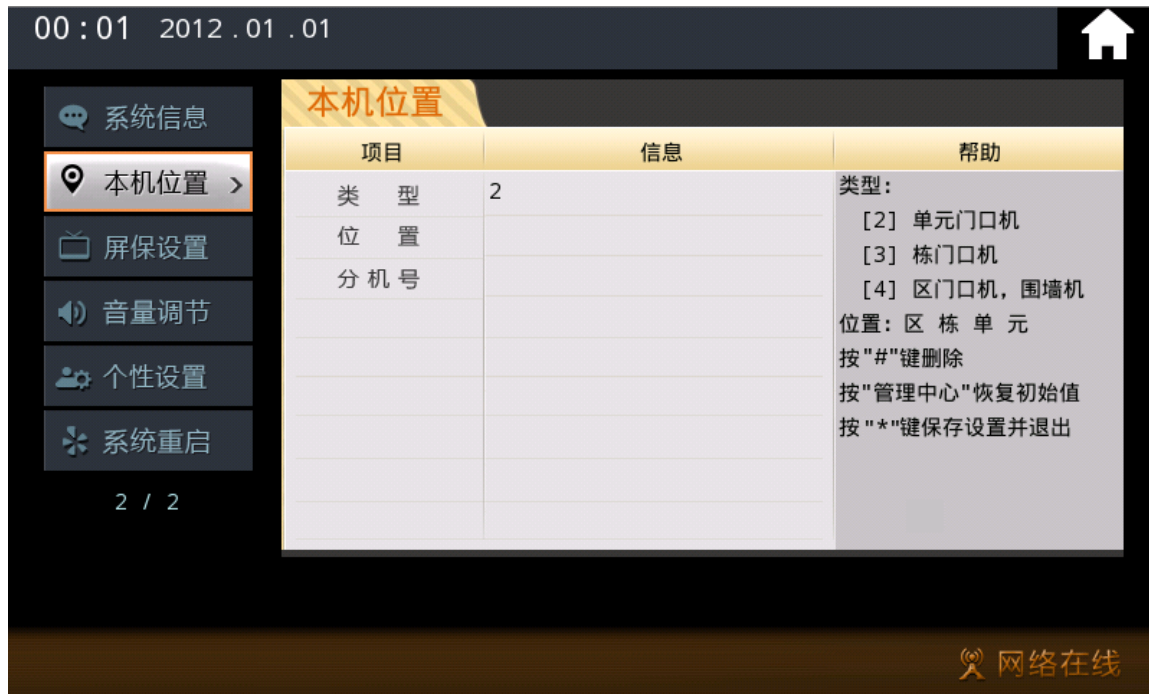 00:01 2012.01.01
系统信息
本机位置 >
屏保设置
音量调节
个性设置
系统重启
2 / 2
本机位置
项目 信息 帮助
类 型 2
位 置
分机号
类型:
[2] 单元门口机
[3] 栋门口机
[4] 区门口机，围墙机
位置: 区 栋 单 元
按"#"键删除
按"管理中心"恢复初始值
按"*"键保存设置并退出
网络在线